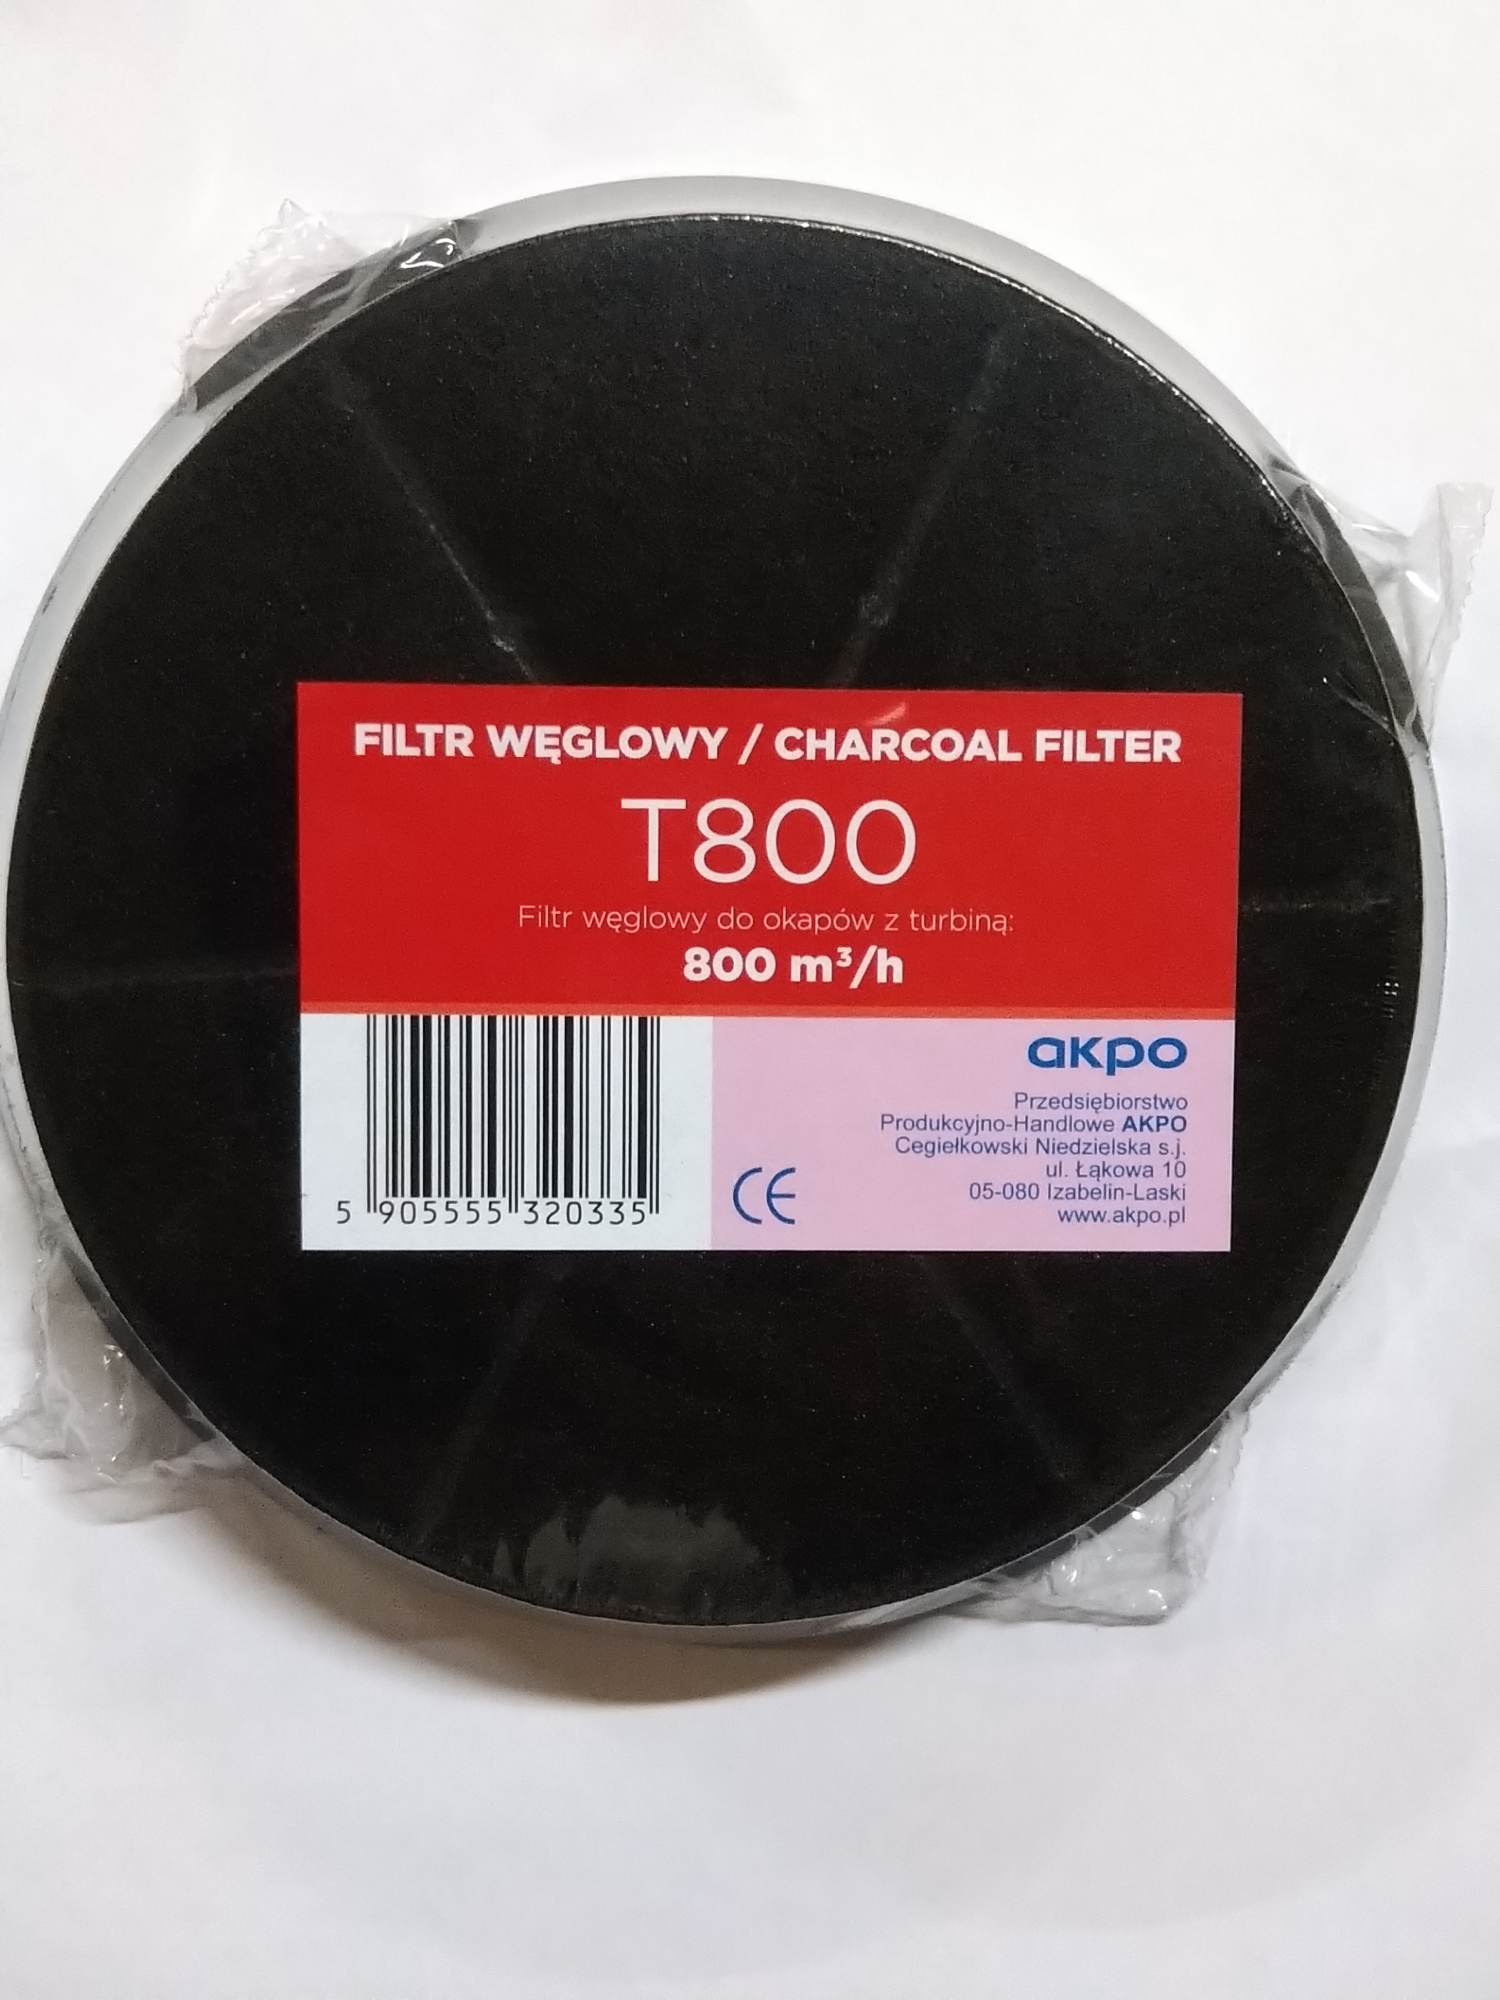 FILTR WĘGLOWY / CHARCOAL FILTER
T800
Filtr węglowy do okapów z turbiną:
800 m³/h
akpo
Przedsiębiorstwo
Produkcyjno-Handlowe AKPO
Cegiełkowski Niedzielska s.j.
ul. Łąkowa 10
05-080 Izabelin-Laski
www.akpo.pl
CE
5 905555 320335